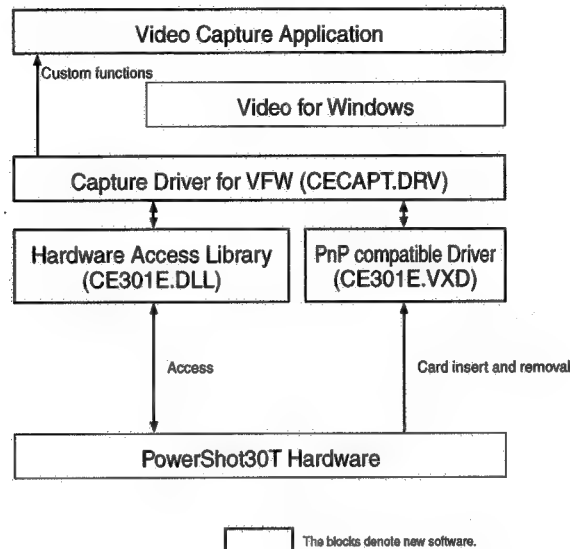 Video Capture Application
Custom functions
Video for Windows
Capture Driver for VFW (CECAPT.DRV)
Hardware Access Library
(CE301E.DLL)
PnP compatible Driver
(CE301E.VXD)
Access
Card insert and removal
PowerShot30T Hardware
The blocks denote new software.